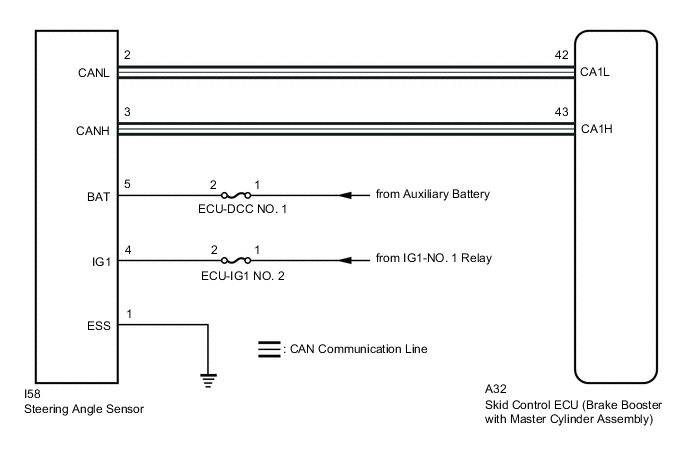 2
42
CANL
CA1L
3
43
CANH
CA1H
5
2
1
BAT
from Auxiliary Battery
ECU-DCC NO. 1
4
2
1
IG1
from IG1-NO. 1 Relay
ECU-IG1 NO. 2
1
ESS
: CAN Communication Line
I58
Steering Angle Sensor
A32
Skid Control ECU (Brake Booster
with Master Cylinder Assembly)